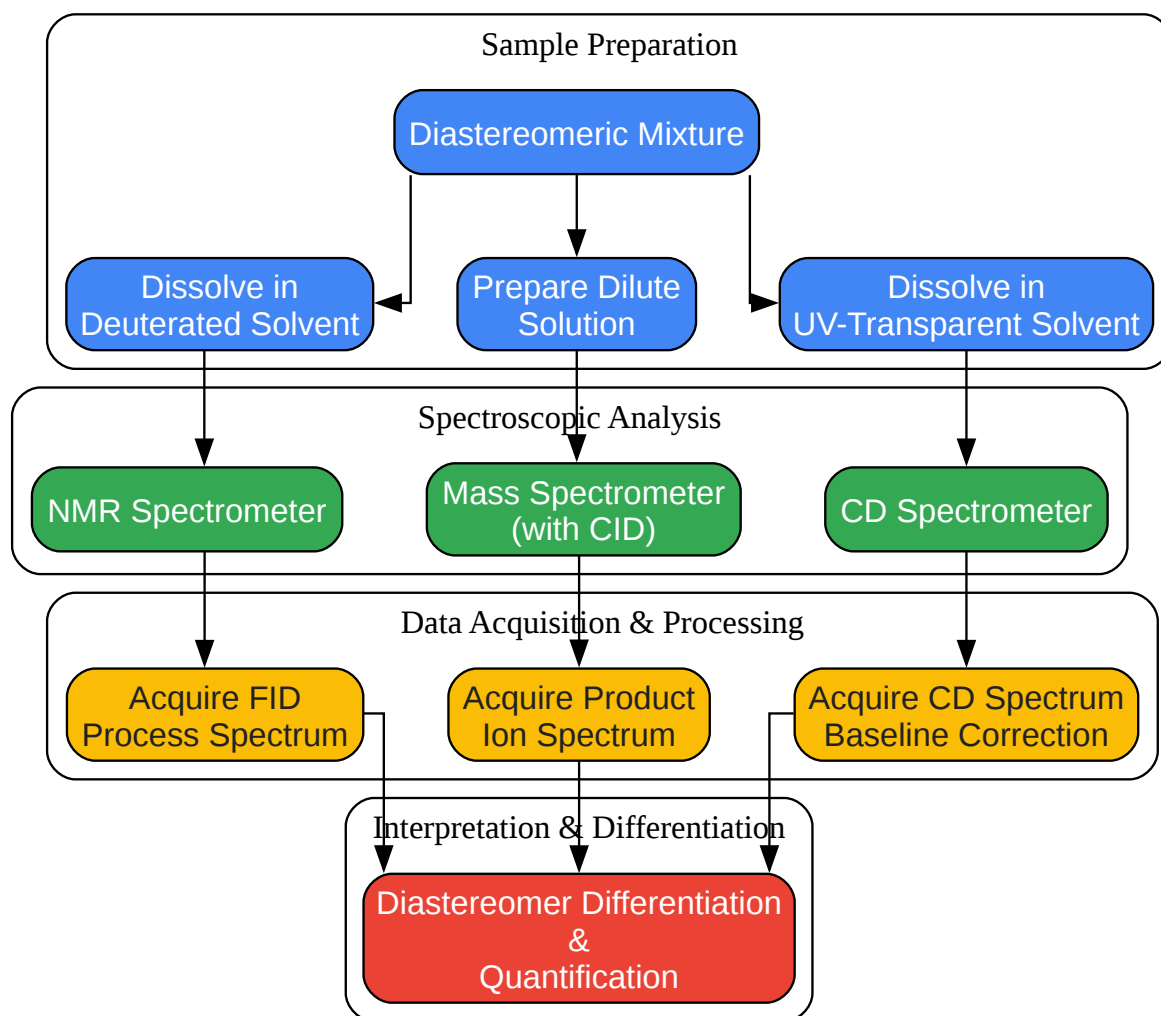 Sample Preparation
Diastereomeric Mixture
Dissolve in
Deuterated Solvent
Prepare Dilute
Solution
Dissolve in
UV-Transparent Solvent
Spectroscopic Analysis
NMR Spectrometer
Mass Spectrometer
(with CID)
CD Spectrometer
Data Acquisition & Processing
Acquire FID
Process Spectrum
Acquire Product
Ion Spectrum
Acquire CD Spectrum
Baseline Correction
Interpretation & Differentiation
Diastereomer Differentiation
&
Quantification